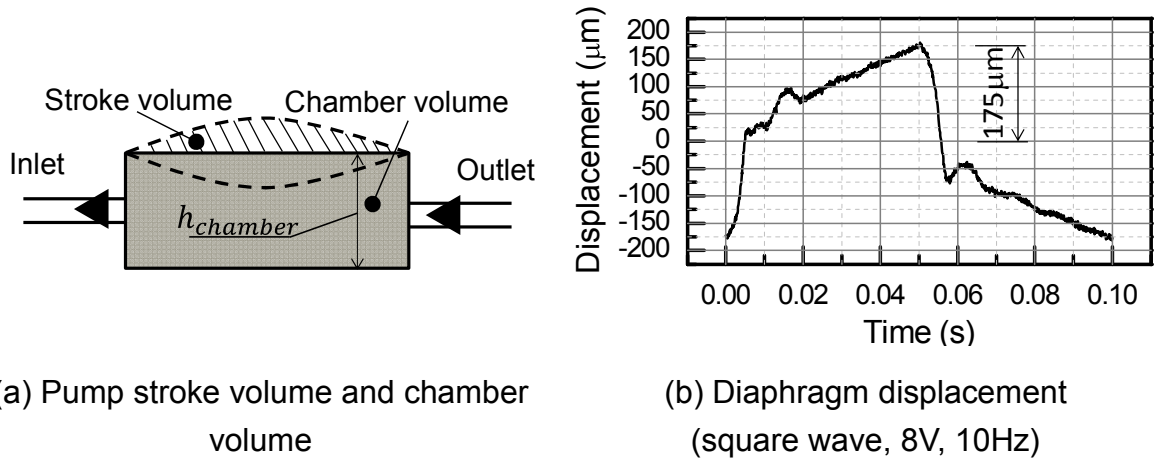 Stroke volume
Chamber volume
Inlet
Outlet
h_chamber
Displacement (μm)
200
150
100
50
0
-50
-100
-150
-200
175μm
0.00 0.02 0.04 0.06 0.08 0.10
Time (s)
a) Pump stroke volume and chamber
volume
(b) Diaphragm displacement
(square wave, 8V, 10Hz)